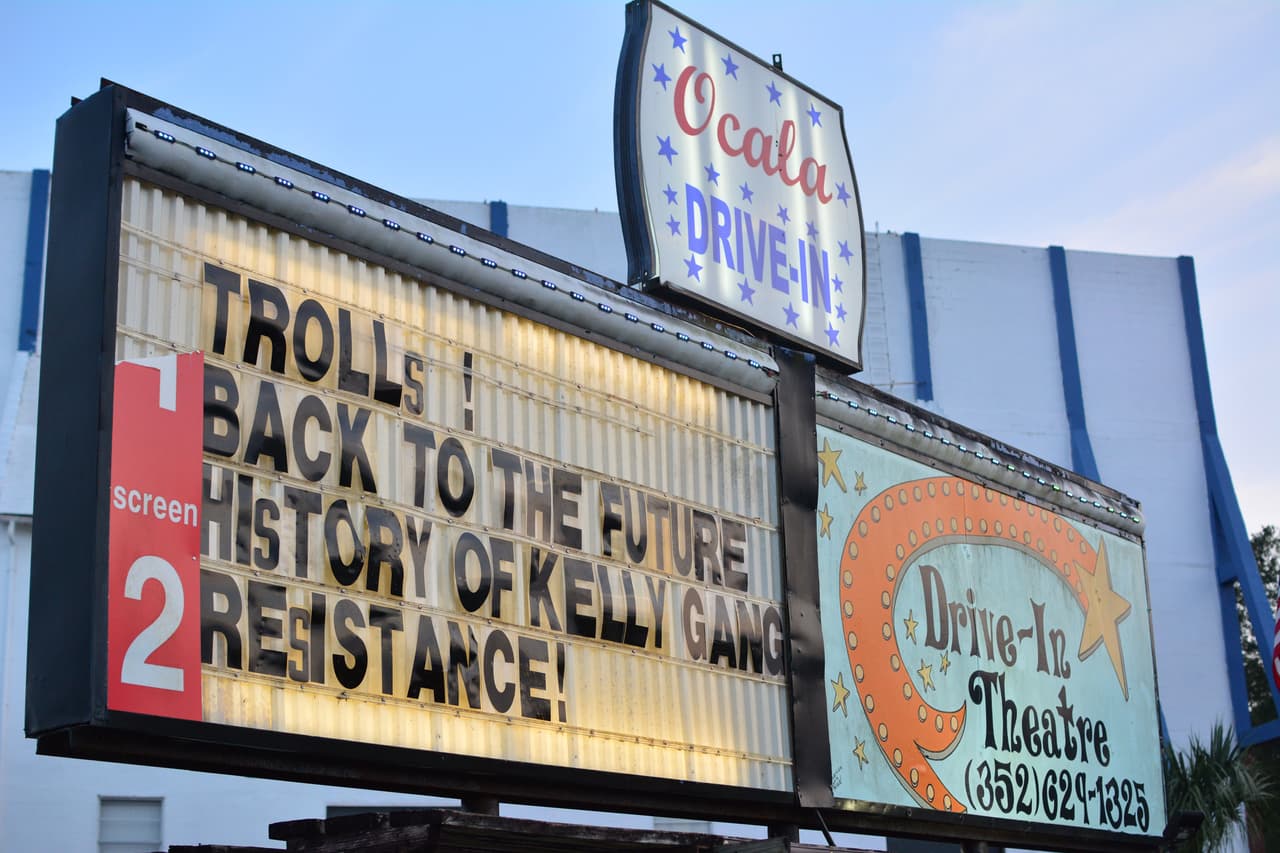 Ocala
DRIVE-IN
TROLLs !
BACK TO THE FUTURE
HIsTORY OF KELLY GANG
REsISTANCE!
1
screen
2
Drive-In
Theatre
(352)629-1325